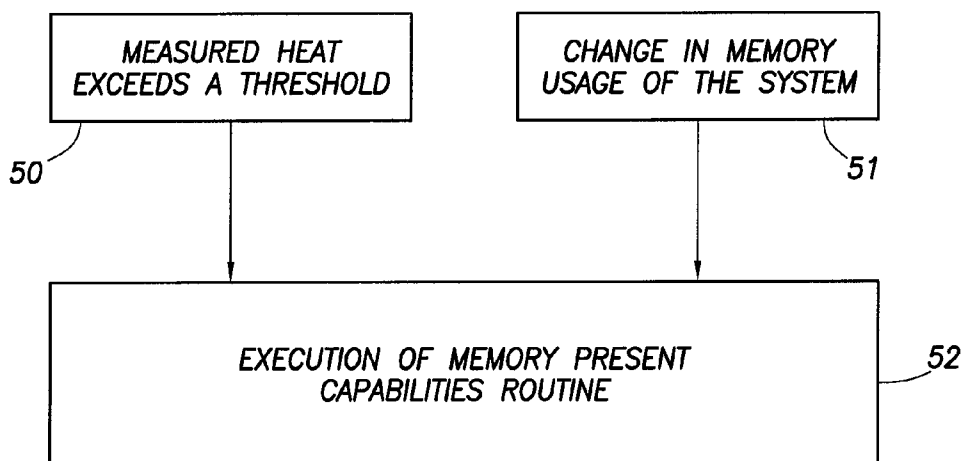 MEASURED HEAT
EXCEEDS A THRESHOLD
CHANGE IN MEMORY
USAGE OF THE SYSTEM
50
51
EXECUTION OF MEMORY PRESENT
CAPABILITIES ROUTINE
52